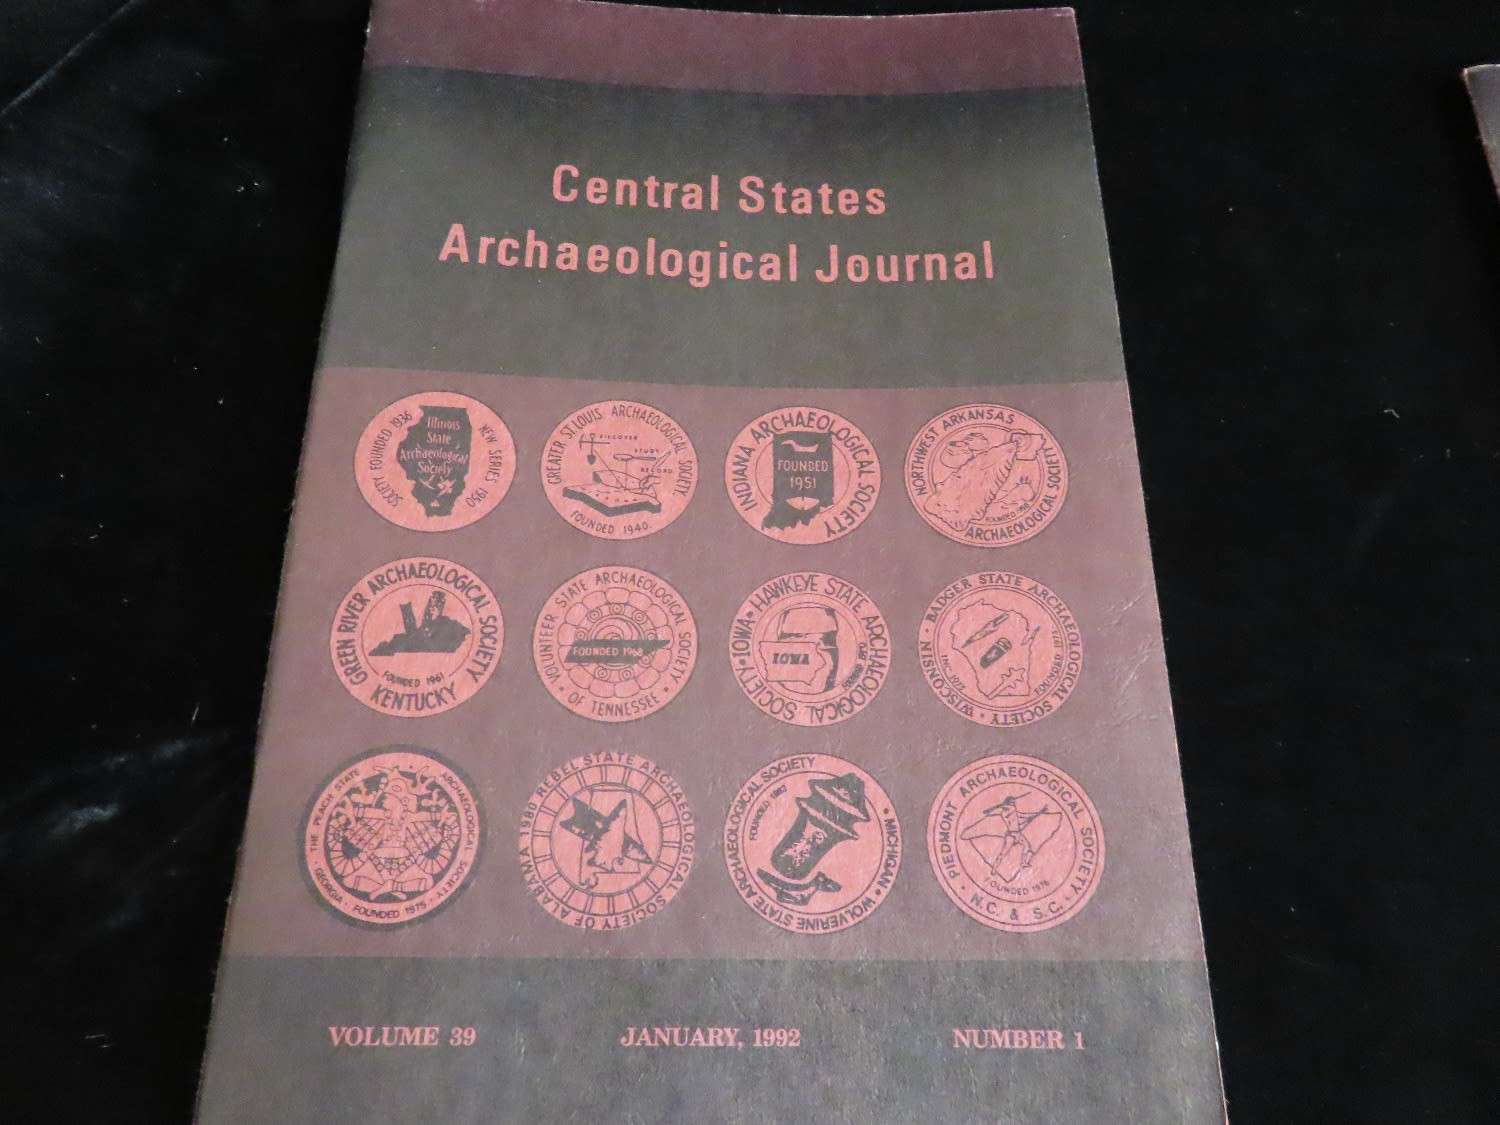 Central States
Archaeological Journal
SOCIETY FOUNDED 1936
NEW SERIES 1950
Illinois
State
Archaeological
Society
GREATER ST LOUIS ARCHAEOLOGICAL SOCIETY.
DISCOVER
STUDY
RECORD
FOUNDED 1940.
INDIANA ARCHAEOLOGICAL SOCIETY
FOUNDED
1951
NORTHWEST ARKANSAS
ARCHAEOLOGICAL SOCIETY
FOUNDED
GREEN RIVER ARCHAEOLOGICAL SOCIETY
FOUNDED 1961
KENTUCKY
VOLUNTEER STATE ARCHAEOLOGICAL SOCIETY
FOUNDED 1968
OF TENNESSEE
IOWA • HAWKEYE STATE ARCHAEOLOGICAL SOCIETY •
IOWA
FOUNDED
WISCONSIN • BADGER STATE ARCHAEOLOGICAL SOCIETY •
FOUNDED
THE PEACH STATE ARCHAEOLOGICAL SOCIETY
GEORGIA • FOUNDED 1975
1980 REBEL STATE ARCHAEOLOGICAL SOCIETY OF ALABAMA
MICHIGAN • WOLVERINE STATE ARCHAEOLOGICAL SOCIETY
FOUNDED
PIEDMONT ARCHAEOLOGICAL SOCIETY
FOUNDED 1976
N.C. & S.C.
VOLUME 39
JANUARY, 1992
NUMBER 1